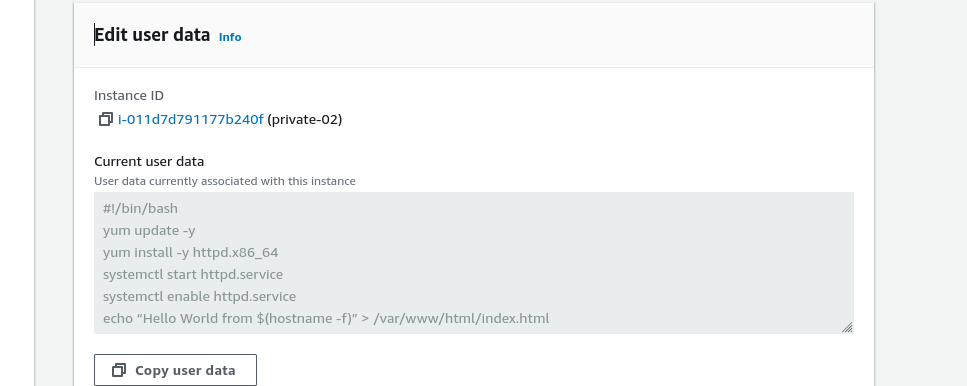 Edit user data Info
Instance ID
i-011d7d791177b240f (private-02)
Current user data
User data currently associated with this instance
#!/bin/bash
yum update -y
yum install -y httpd.x86_64
systemctl start httpd.service
systemctl enable httpd.service
echo “Hello World from $(hostname -f)” > /var/www/html/index.html
Copy user data